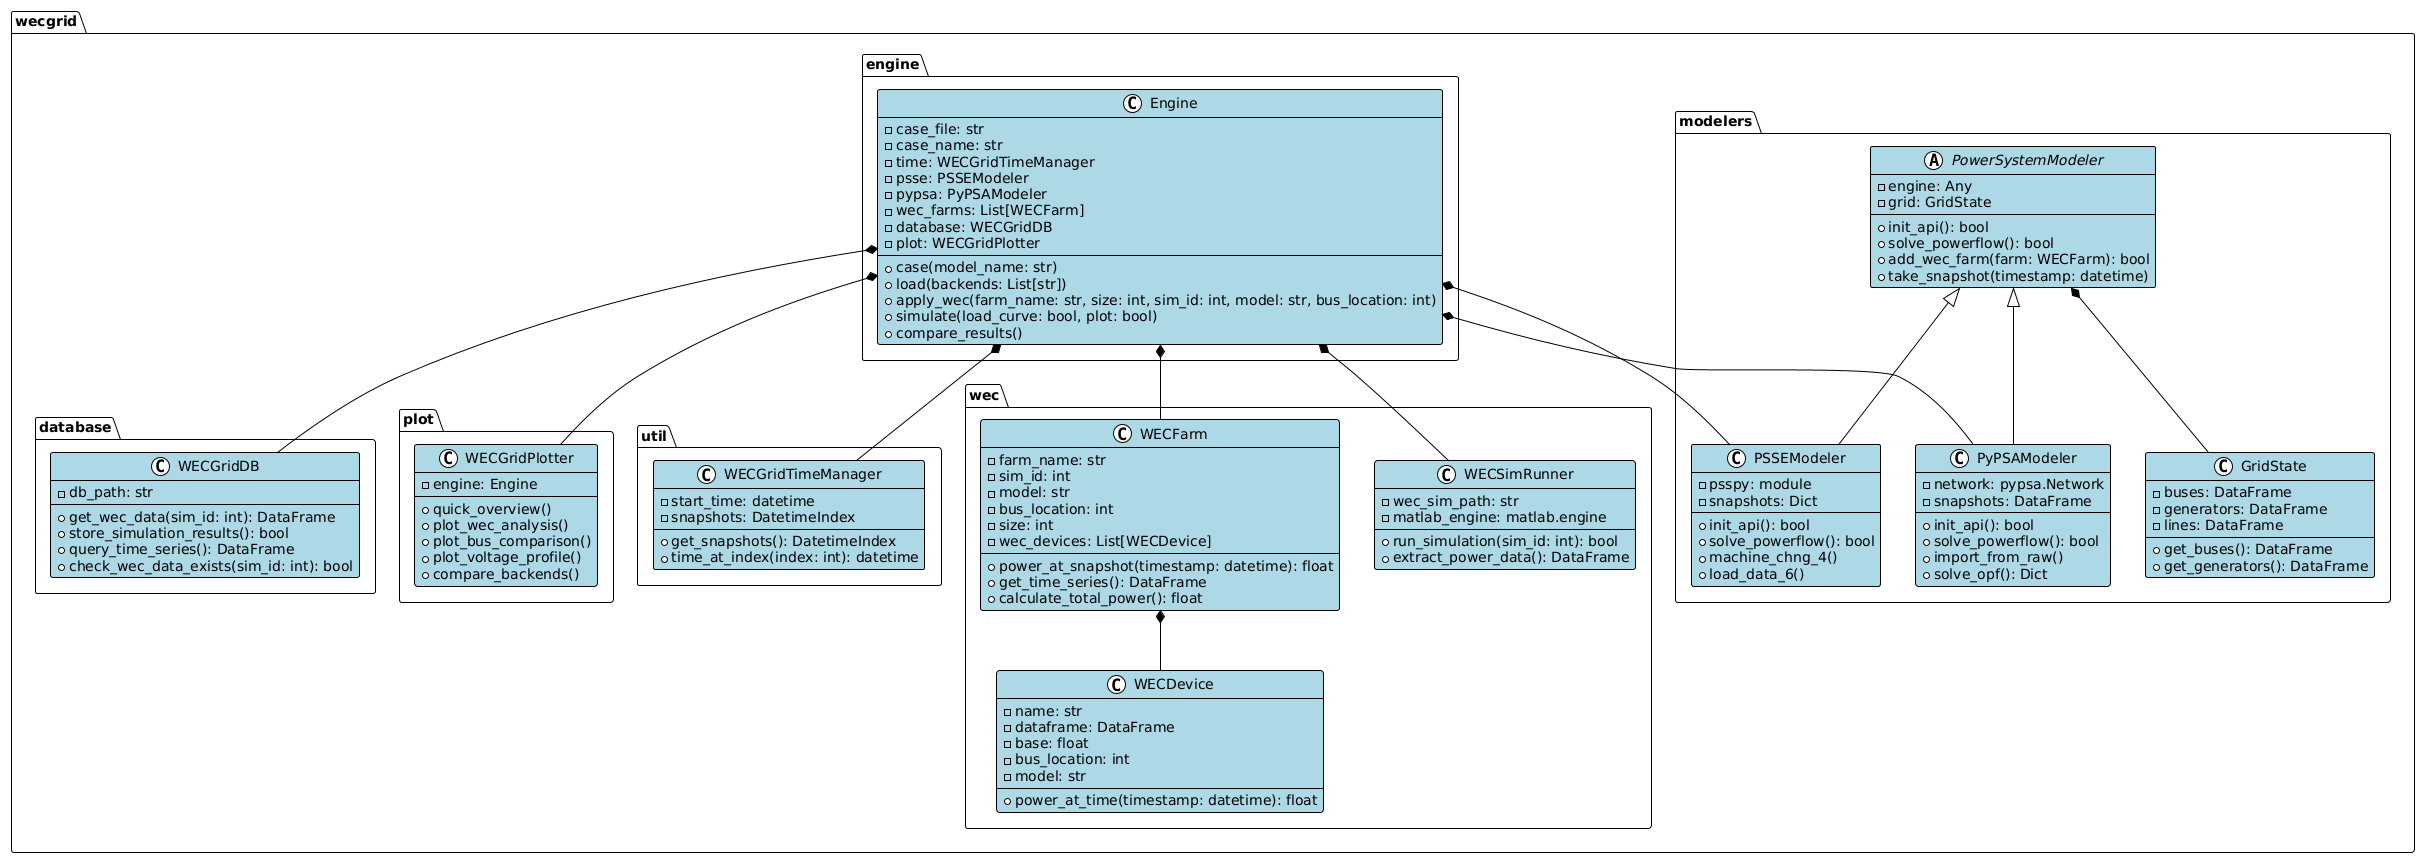 wecgrid
engine
C Engine
case_file: str
case_name: str
time: WECGridTimeManager
psse: PSSEModeler
pypsa: PyPSAModeler
wec_farms: List[WECFarm]
database: WECGridDB
plot: WECGridPlotter
case(model_name: str)
load(backends: List[str])
apply_wec(farm_name: str, size: int, sim_id: int, model: str, bus_location: int)
simulate(load_curve: bool, plot: bool)
compare_results()
modelers
A PowerSystemModeler
engine: Any
grid: GridState
init_api(): bool
solve_powerflow(): bool
add_wec_farm(farm: WECFarm): bool
take_snapshot(timestamp: datetime)
database
C WECGridDB
db_path: str
get_wec_data(sim_id: int): DataFrame
store_simulation_results(): bool
query_time_series(): DataFrame
check_wec_data_exists(sim_id: int): bool
plot
C WECGridPlotter
engine: Engine
quick_overview()
plot_wec_analysis()
plot_bus_comparison()
plot_voltage_profile()
compare_backends()
util
C WECGridTimeManager
start_time: datetime
snapshots: DatetimeIndex
get_snapshots(): DatetimeIndex
time_at_index(index: int): datetime
wec
C WECFarm
farm_name: str
sim_id: int
model: str
bus_location: int
size: int
wec_devices: List[WECDevice]
power_at_snapshot(timestamp: datetime): float
get_time_series(): DataFrame
calculate_total_power(): float
C WECSimRunner
wec_sim_path: str
matlab_engine: matlab.engine
run_simulation(sim_id: int): bool
extract_power_data(): DataFrame
C PSSEModeler
psspy: module
snapshots: Dict
init_api(): bool
solve_powerflow(): bool
machine_chng_4()
load_data_6()
C PyPSAModeler
network: pypsa.Network
snapshots: DataFrame
init_api(): bool
solve_powerflow(): bool
import_from_raw()
solve_opf(): Dict
C GridState
buses: DataFrame
generators: DataFrame
lines: DataFrame
get_buses(): DataFrame
get_generators(): DataFrame
C WECDevice
name: str
dataframe: DataFrame
base: float
bus_location: int
model: str
power_at_time(timestamp: datetime): float